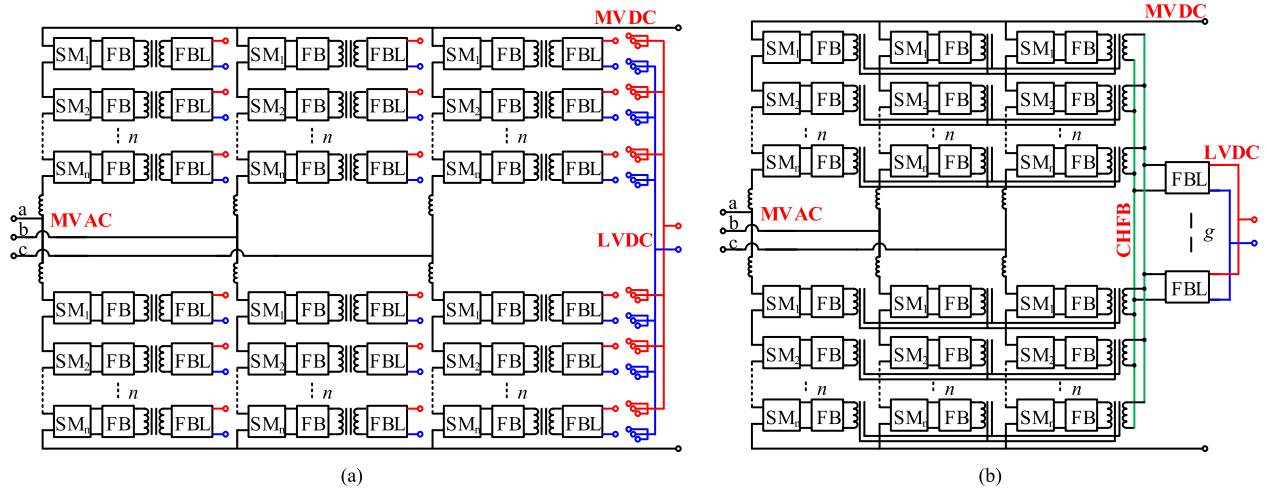 MVDC
SM1 FB FBL SM1 FB FBL SM1 FB FBL
SM2 FB FBL SM2 FB FBL SM2 FB FBL
n n n
SMn FB FBL SMn FB FBL SMn FB FBL
a
MVAC
b
LVDC
c
SM1 FB FBL SM1 FB FBL SM1 FB FBL
SM2 FB FBL SM2 FB FBL SM2 FB FBL
n n n
SMn FB FBL SMn FB FBL SMn FB FBL
(a)
MVDC
SM1 FB SM1 FB SM1 FB
SM2 FB SM2 FB SM2 FB
n n n
SMn FB SMn FB SMn FB
LVDC
FBL
a
MVAC
b
c
CHFB
g
FBL
SM1 FB SM1 FB SM1 FB
SM2 FB SM2 FB SM2 FB
n n n
SMn FB SMn FB SMn FB
(b)